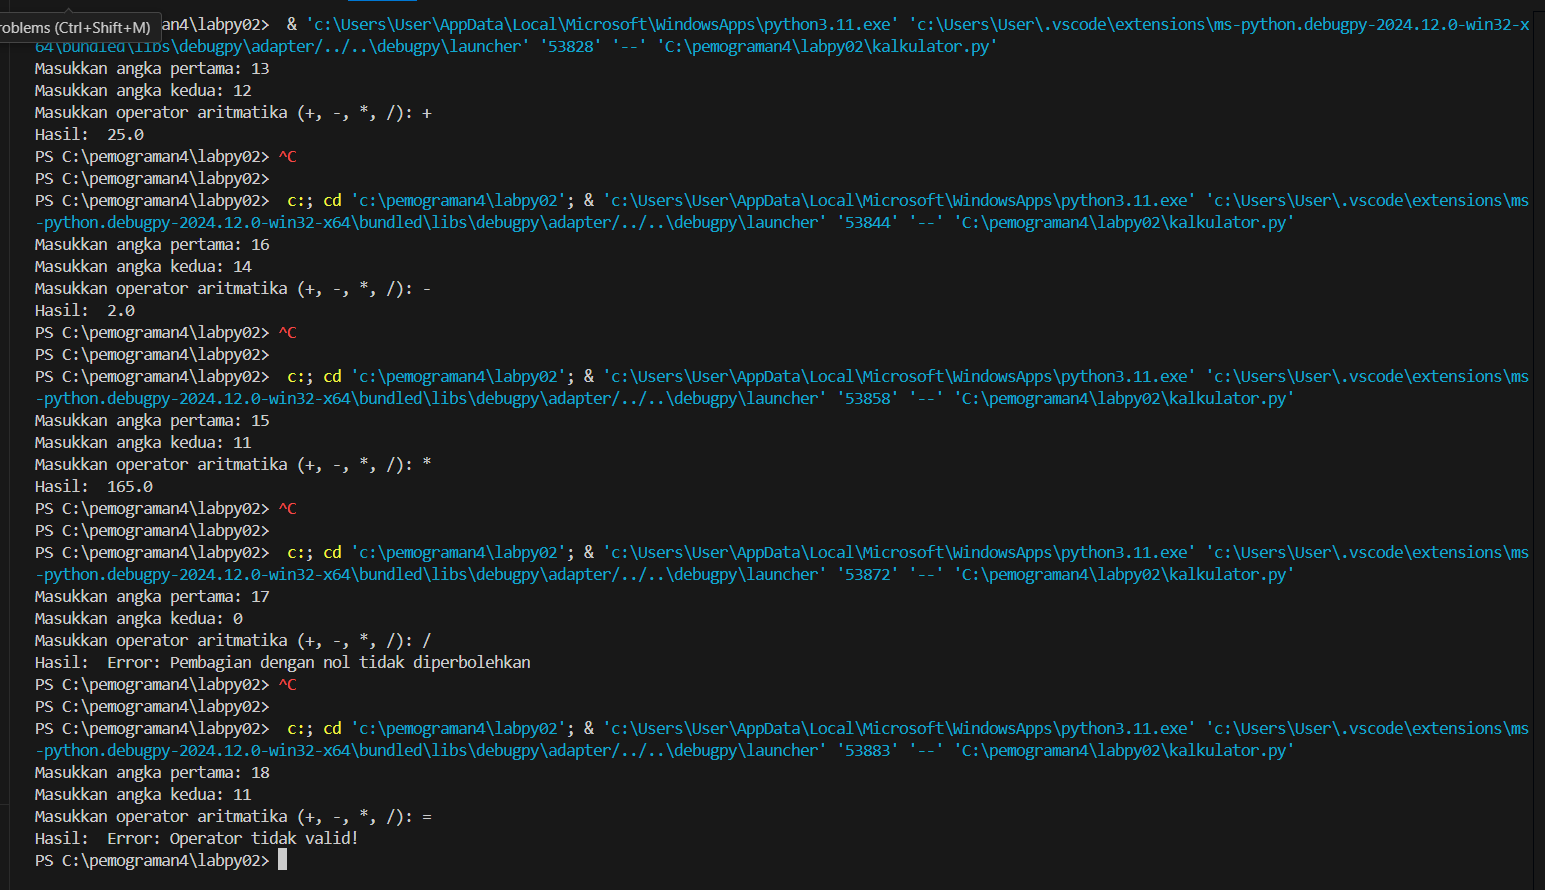 roblems (Ctrl+Shift+M)
man4\labpy02>  & 'c:\Users\User\AppData\Local\Microsoft\WindowsApps\python3.11.exe' 'c:\Users\User\.vscode\extensions\ms-python.debugpy-2024.12.0-win32-x
64\bundled\libs\debugpy\adapter/../..\debugpy\launcher' '53828' '--' 'C:\pemograman4\labpy02\kalkulator.py'
Masukkan angka pertama: 13
Masukkan angka kedua: 12
Masukkan operator aritmatika (+, -, *, /): +
Hasil:  25.0
PS C:\pemograman4\labpy02> ^C
PS C:\pemograman4\labpy02>
PS C:\pemograman4\labpy02>  c:; cd 'c:\pemograman4\labpy02'; & 'c:\Users\User\AppData\Local\Microsoft\WindowsApps\python3.11.exe' 'c:\Users\User\.vscode\extensions\ms
-python.debugpy-2024.12.0-win32-x64\bundled\libs\debugpy\adapter/../..\debugpy\launcher' '53844' '--' 'C:\pemograman4\labpy02\kalkulator.py'
Masukkan angka pertama: 16
Masukkan angka kedua: 14
Masukkan operator aritmatika (+, -, *, /): -
Hasil:  2.0
PS C:\pemograman4\labpy02> ^C
PS C:\pemograman4\labpy02>
PS C:\pemograman4\labpy02>  c:; cd 'c:\pemograman4\labpy02'; & 'c:\Users\User\AppData\Local\Microsoft\WindowsApps\python3.11.exe' 'c:\Users\User\.vscode\extensions\ms
-python.debugpy-2024.12.0-win32-x64\bundled\libs\debugpy\adapter/../..\debugpy\launcher' '53858' '--' 'C:\pemograman4\labpy02\kalkulator.py'
Masukkan angka pertama: 15
Masukkan angka kedua: 11
Masukkan operator aritmatika (+, -, *, /): *
Hasil:  165.0
PS C:\pemograman4\labpy02> ^C
PS C:\pemograman4\labpy02>
PS C:\pemograman4\labpy02>  c:; cd 'c:\pemograman4\labpy02'; & 'c:\Users\User\AppData\Local\Microsoft\WindowsApps\python3.11.exe' 'c:\Users\User\.vscode\extensions\ms
-python.debugpy-2024.12.0-win32-x64\bundled\libs\debugpy\adapter/../..\debugpy\launcher' '53872' '--' 'C:\pemograman4\labpy02\kalkulator.py'
Masukkan angka pertama: 17
Masukkan angka kedua: 0
Masukkan operator aritmatika (+, -, *, /): /
Hasil:  Error: Pembagian dengan nol tidak diperbolehkan
PS C:\pemograman4\labpy02> ^C
PS C:\pemograman4\labpy02>
PS C:\pemograman4\labpy02>  c:; cd 'c:\pemograman4\labpy02'; & 'c:\Users\User\AppData\Local\Microsoft\WindowsApps\python3.11.exe' 'c:\Users\User\.vscode\extensions\ms
-python.debugpy-2024.12.0-win32-x64\bundled\libs\debugpy\adapter/../..\debugpy\launcher' '53883' '--' 'C:\pemograman4\labpy02\kalkulator.py'
Masukkan angka pertama: 18
Masukkan angka kedua: 11
Masukkan operator aritmatika (+, -, *, /): =
Hasil:  Error: Operator tidak valid!
PS C:\pemograman4\labpy02>